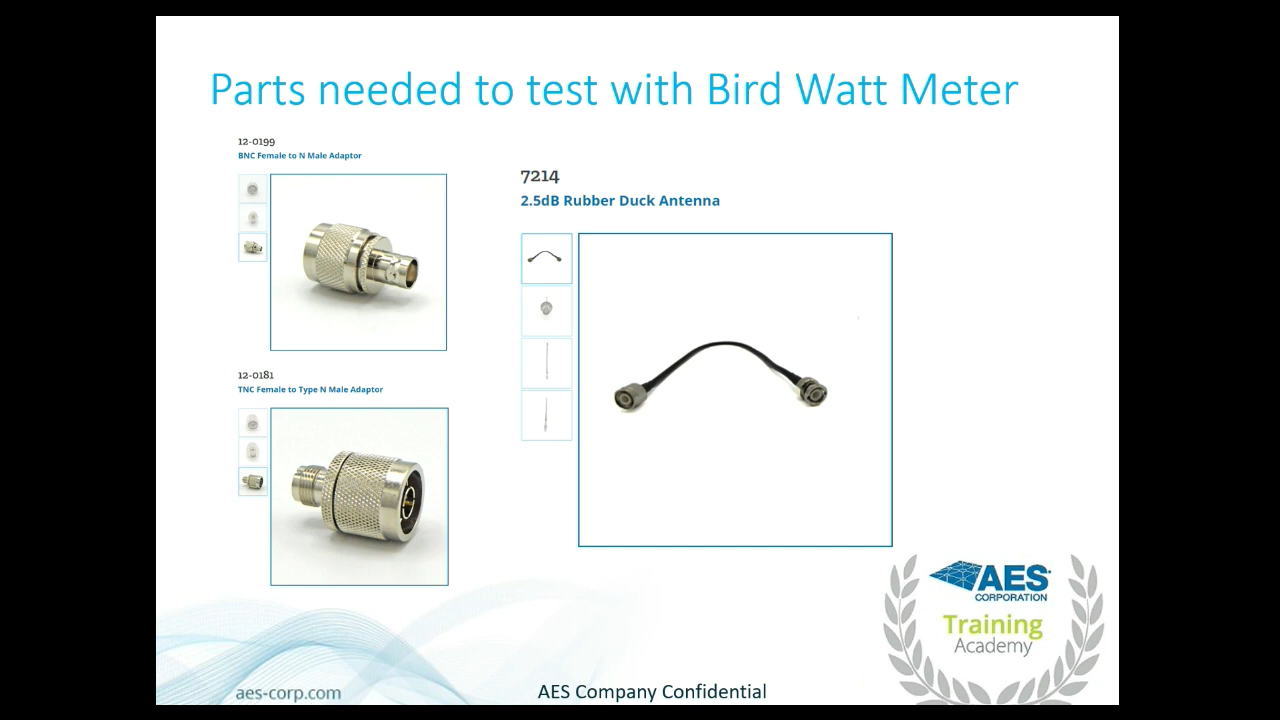 Parts needed to test with Bird Watt Meter
12-0199
BNC Female to N Male Adaptor
7214
2.5dB Rubber Duck Antenna
12-0181
TNC Female to Type N Male Adaptor
AES
CORPORATION
Training
Academy
aes-corp.com
AES Company Confidential